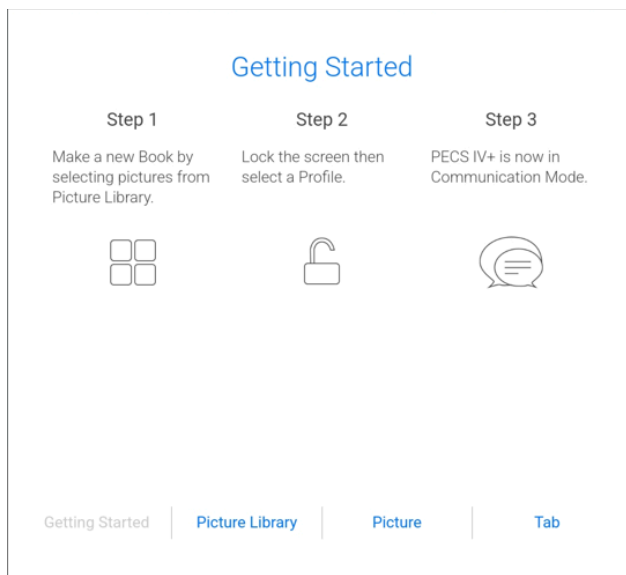 Getting Started
Step 1
Make a new Book by
selecting pictures from
Picture Library.
Step 2
Lock the screen then
select a Profile.
Step 3
PECS IV+ is now in
Communication Mode.
Getting Started
Picture Library
Picture
Tab